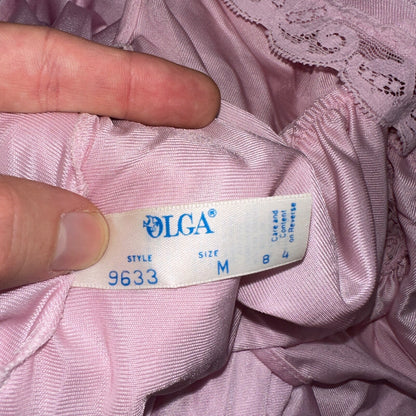 OLGA®
STYLE SIZE
9633 M 8 4
Care and
Content
on Reverse